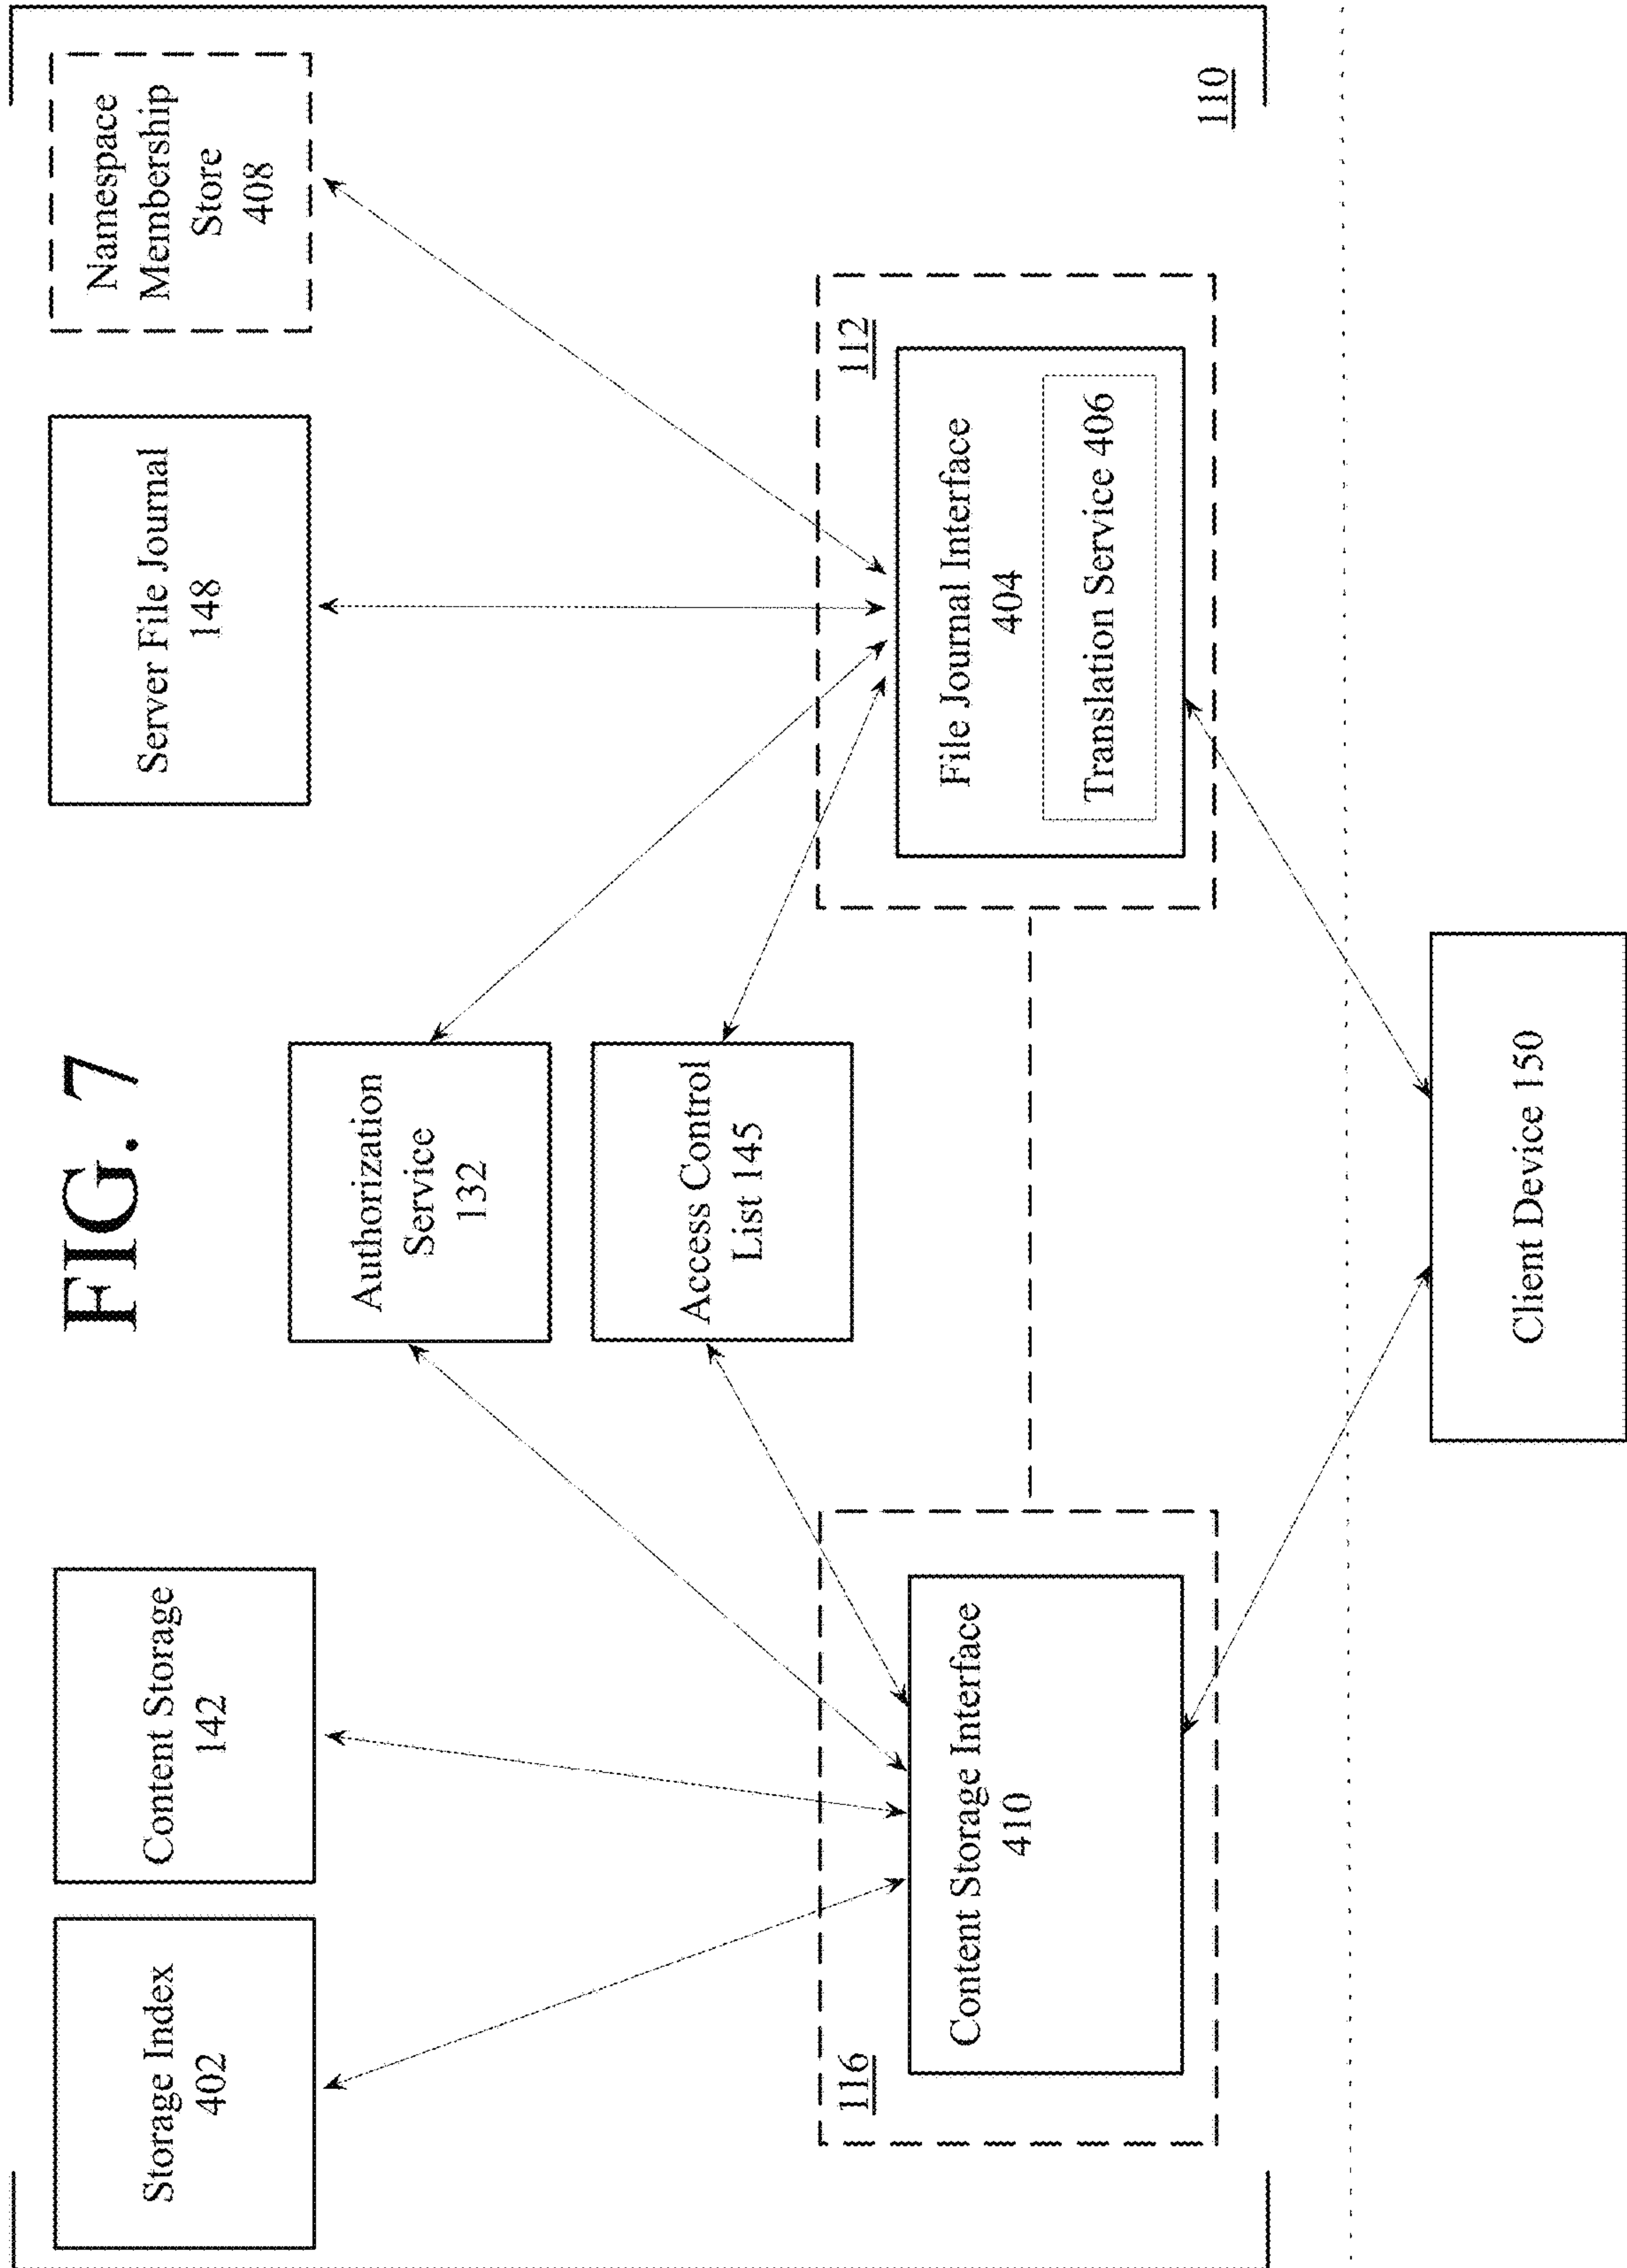 FIG. 7
Storage Index
402
Content Storage
142
Authorization
Service
132
Access Control
List 145
Server File Journal
148
Namespace
Membership
Store
408
116
Content Storage Interface
410
112
File Journal Interface
404
Translation Service 406
110
Client Device 150